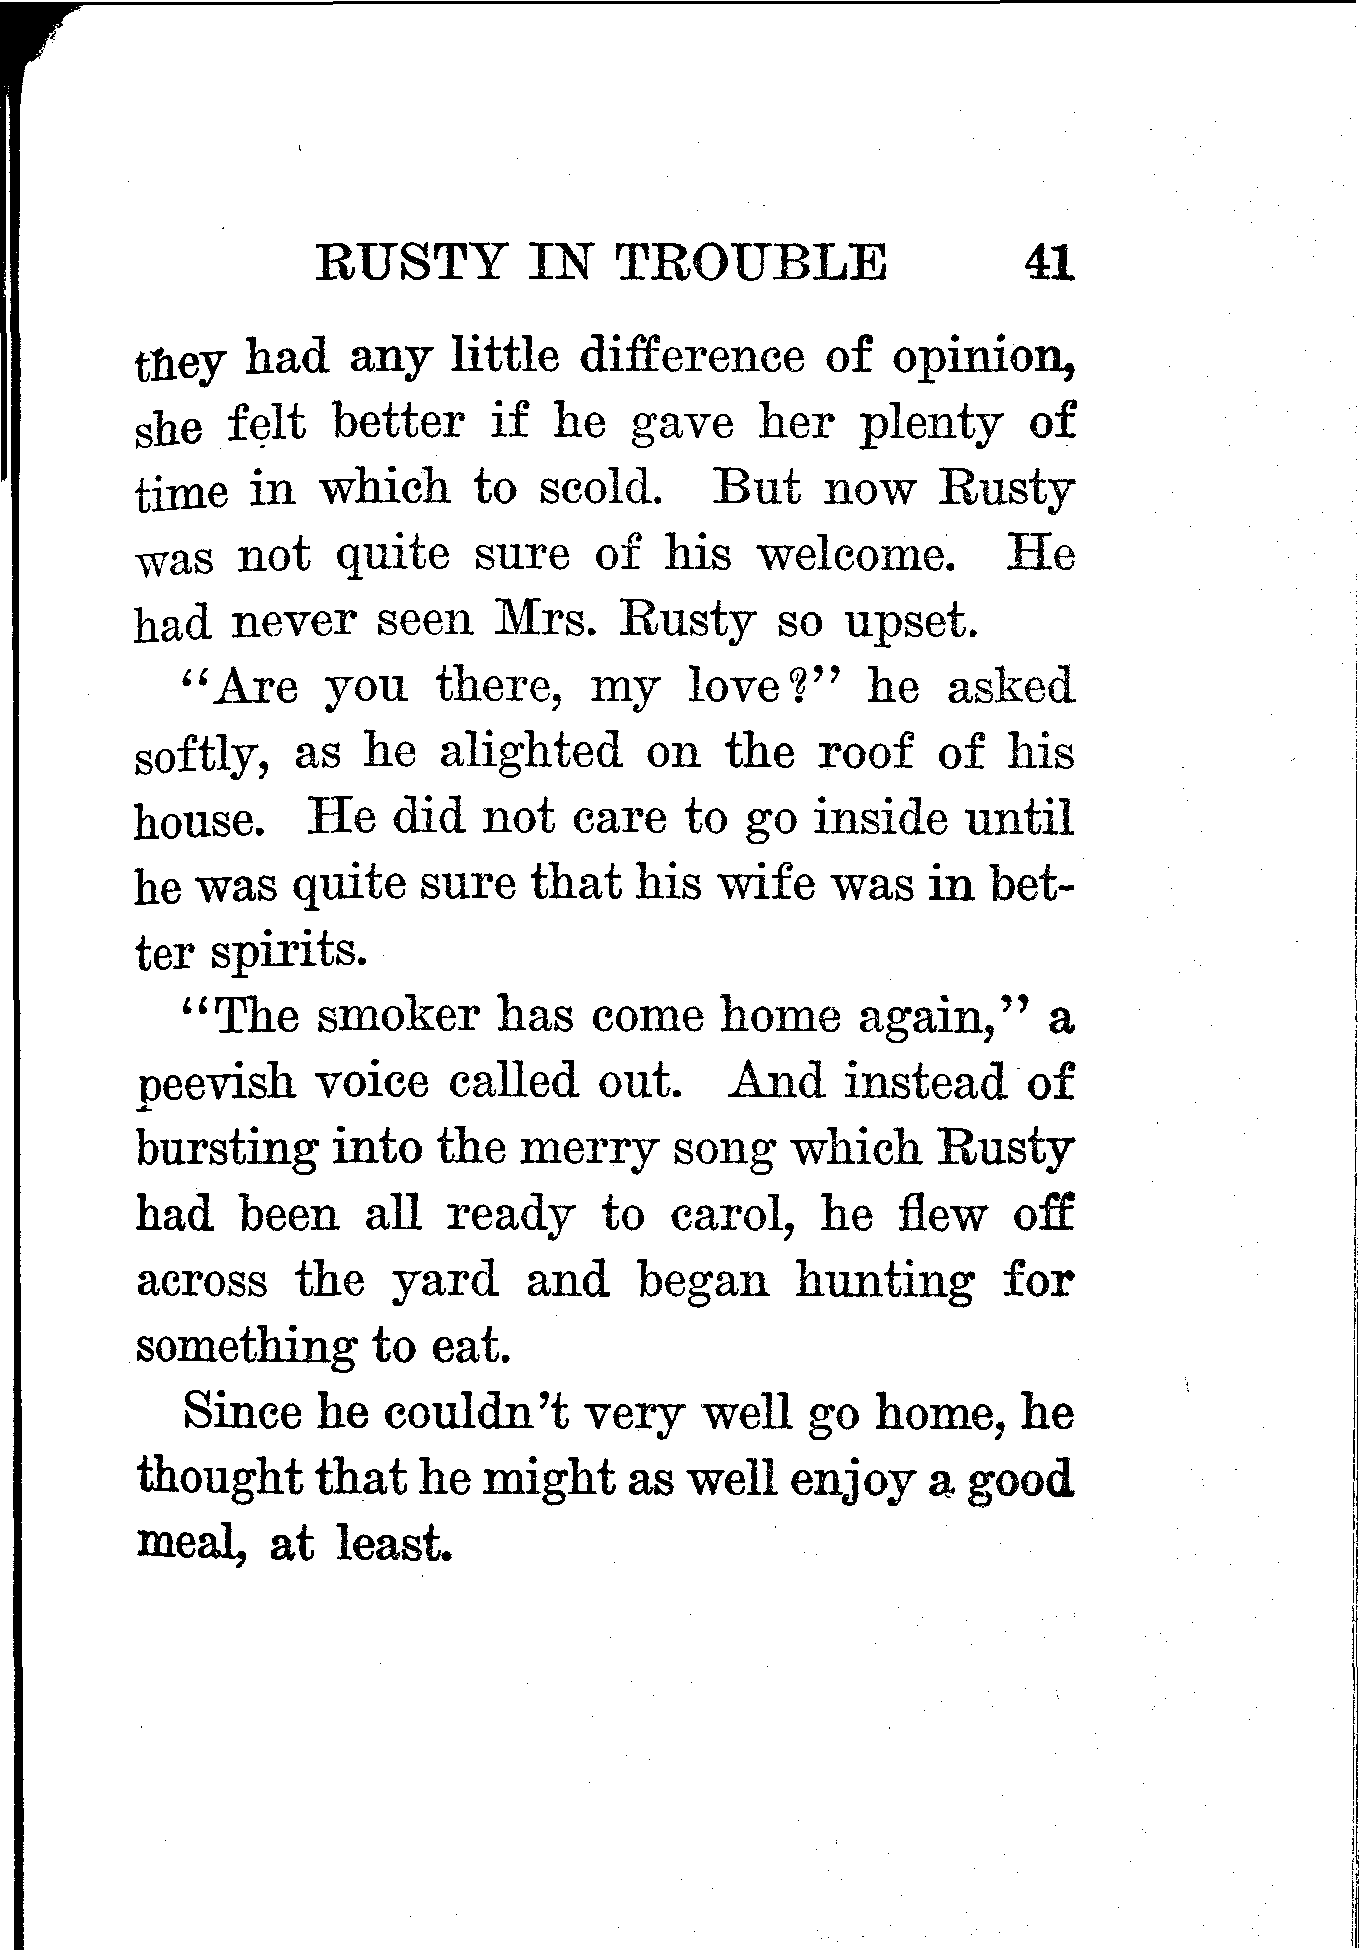 RUSTY IN TROUBLE 41
they had any little difference of opinion,
she felt better if he gave her plenty of
time in which to scold. But now Rusty
was not quite sure of his welcome. He
had never seen Mrs. Rusty so upset.
"Are you there, my love?" he asked
softly, as he alighted on the roof of his
house. He did not care to go inside until
he was quite sure that his wife was in bet-
ter spirits.
"The smoker has come home again," a
peevish voice called out. And instead of
bursting into the merry song which Rusty
had been all ready to carol, he flew off
across the yard and began hunting for
something to eat.
Since he couldn't very well go home, he
thought that he might as well enjoy a good
meal, at least.